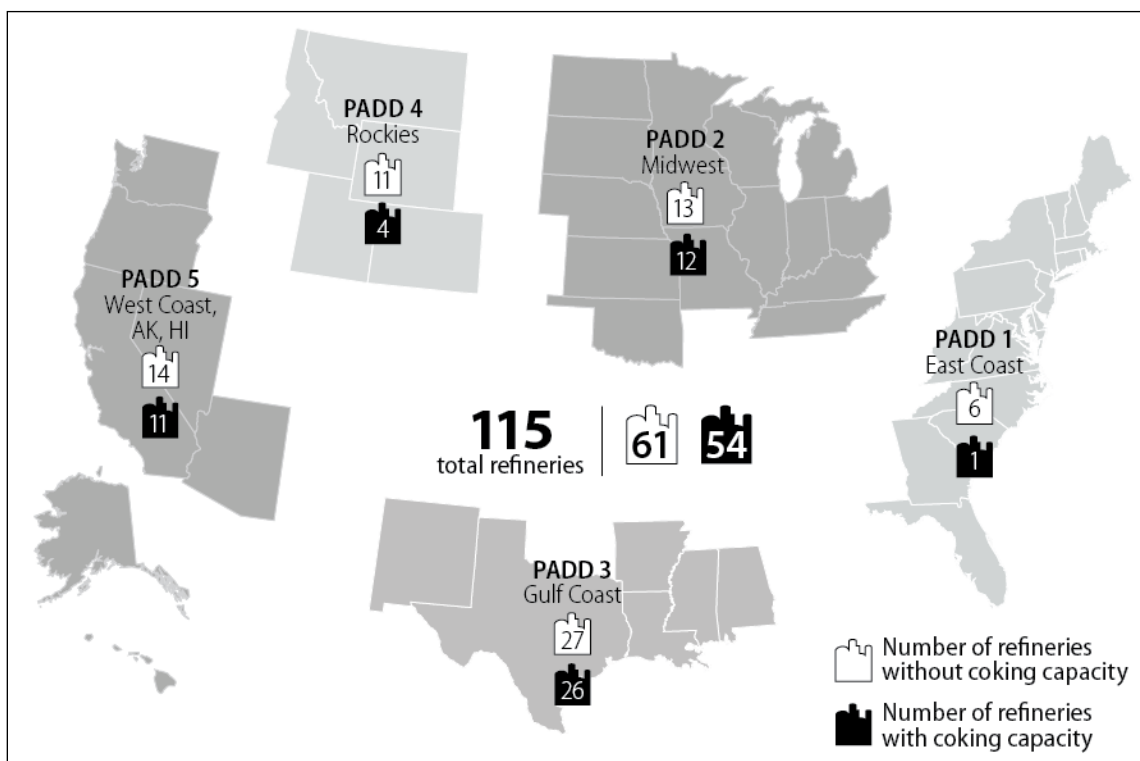 PADD 4
Rockies
11
4
PADD 2
Midwest
13
12
PADD 5
West Coast,
AK, HI
14
11
PADD 1
East Coast
6
1
115
total refineries
61
54
PADD 3
Gulf Coast
27
26
Number of refineries
without coking capacity
Number of refineries
with coking capacity